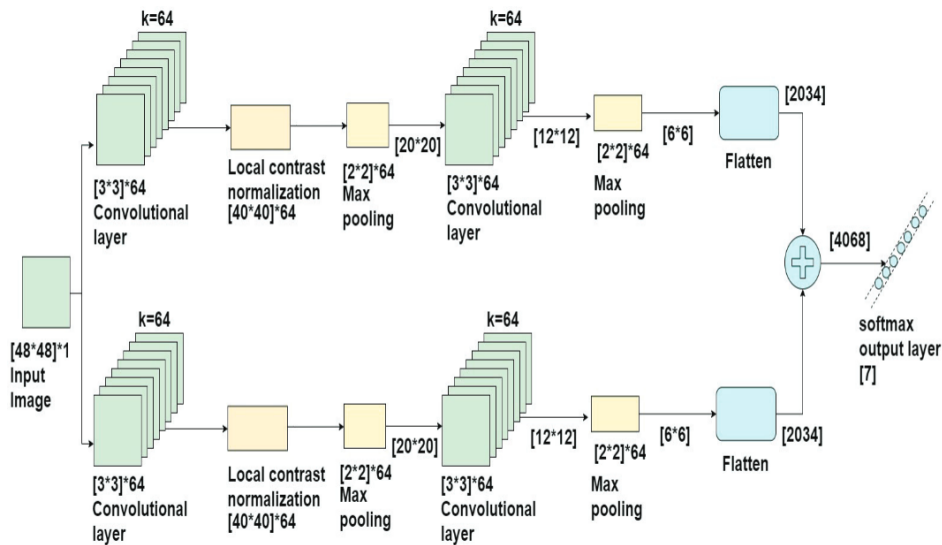 k=64
k=64
[2034]
[20*20]
[12*12]
[6*6]
Flatten
[3*3]*64
Convolutional
layer
Local contrast
normalization
[40*40]*64
[2*2]*64
Max
pooling
[3*3]*64
Convolutional
layer
[2*2]*64
Max
pooling
[4068]
[48*48]*1
Input
Image
softmax
output layer
[7]
k=64
k=64
[20*20]
[12*12]
[6*6]
[2034]
Flatten
[3*3]*64
Convolutional
layer
Local contrast
normalization
[40*40]*64
[2*2]*64
Max
pooling
[3*3]*64
Convolutional
layer
[2*2]*64
Max
pooling